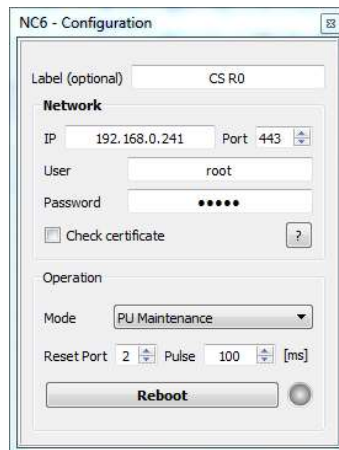 NC6 - Configuration
Label (optional) CS R0
Network
IP 192.168.0.241 Port 443
User root
Password •••••
Check certificate ?
Operation
Mode PU Maintenance
Reset Port 2 Pulse 100 [ms]
Reboot